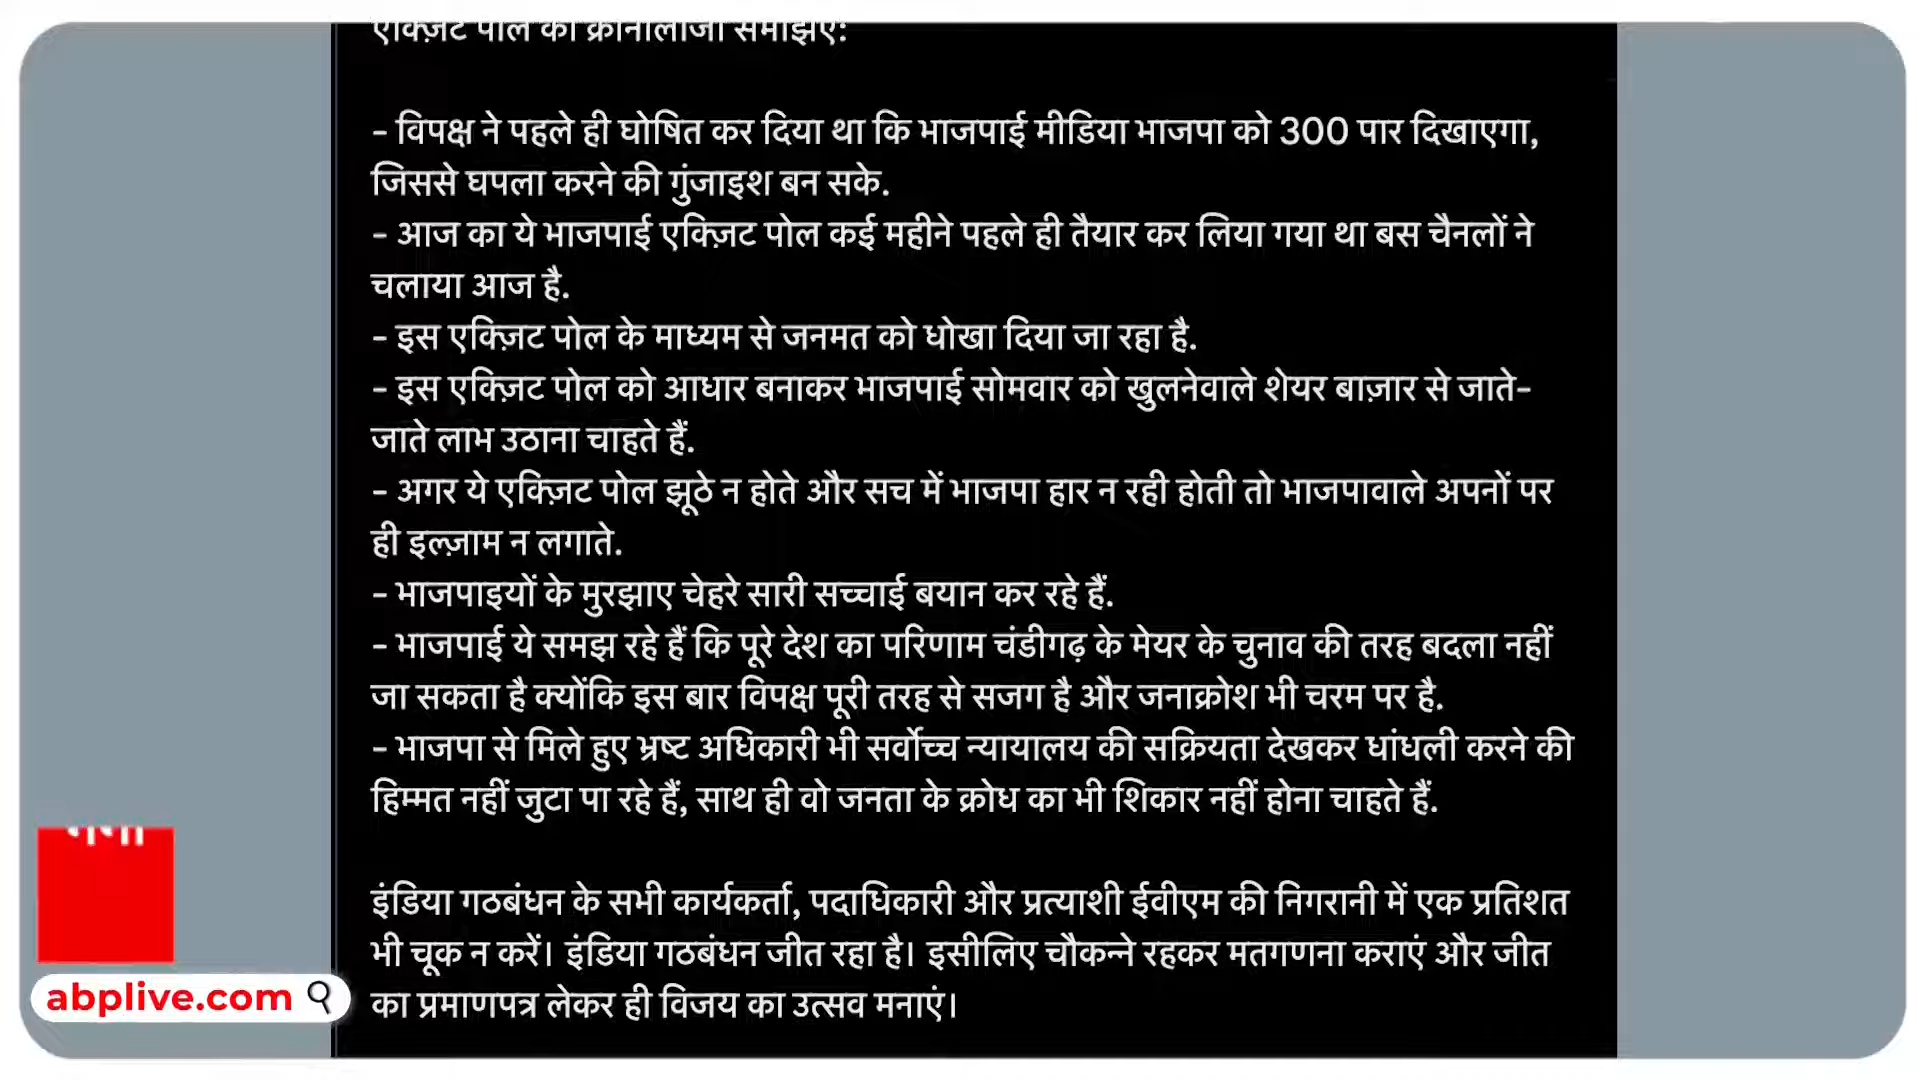 एक्ज़िट पोल की क्रोनोलॉजी समझिए:
- विपक्ष ने पहले ही घोषित कर दिया था कि भाजपाई मीडिया भाजपा को 300 पार दिखाएगा,
जिससे घपला करने की गुंजाइश बन सके.
- आज का ये भाजपाई एक्ज़िट पोल कई महीने पहले ही तैयार कर लिया गया था बस चैनलों ने
चलाया आज है.
- इस एक्ज़िट पोल के माध्यम से जनमत को धोखा दिया जा रहा है.
- इस एक्ज़िट पोल को आधार बनाकर भाजपाई सोमवार को खुलनेवाले शेयर बाज़ार से जाते-
जाते लाभ उठाना चाहते हैं.
- अगर ये एक्ज़िट पोल झूठे न होते और सच में भाजपा हार न रही होती तो भाजपावाले अपनों पर
ही इल्ज़ाम न लगाते.
- भाजपाइयों के मुरझाए चेहरे सारी सच्चाई बयान कर रहे हैं.
- भाजपाई ये समझ रहे हैं कि पूरे देश का परिणाम चंडीगढ़ के मेयर के चुनाव की तरह बदला नहीं
जा सकता है क्योंकि इस बार विपक्ष पूरी तरह से सजग है और जनाक्रोश भी चरम पर है.
- भाजपा से मिले हुए भ्रष्ट अधिकारी भी सर्वोच्च न्यायालय की सक्रियता देखकर धांधली करने की
हिम्मत नहीं जुटा पा रहे हैं, साथ ही वो जनता के क्रोध का भी शिकार नहीं होना चाहते हैं.
इंडिया गठबंधन के सभी कार्यकर्ता, पदाधिकारी और प्रत्याशी ईवीएम की निगरानी में एक प्रतिशत
भी चूक न करें। इंडिया गठबंधन जीत रहा है। इसीलिए चौकन्ने रहकर मतगणना कराएं और जीत
का प्रमाणपत्र लेकर ही विजय का उत्सव मनाएं।
abplive.com